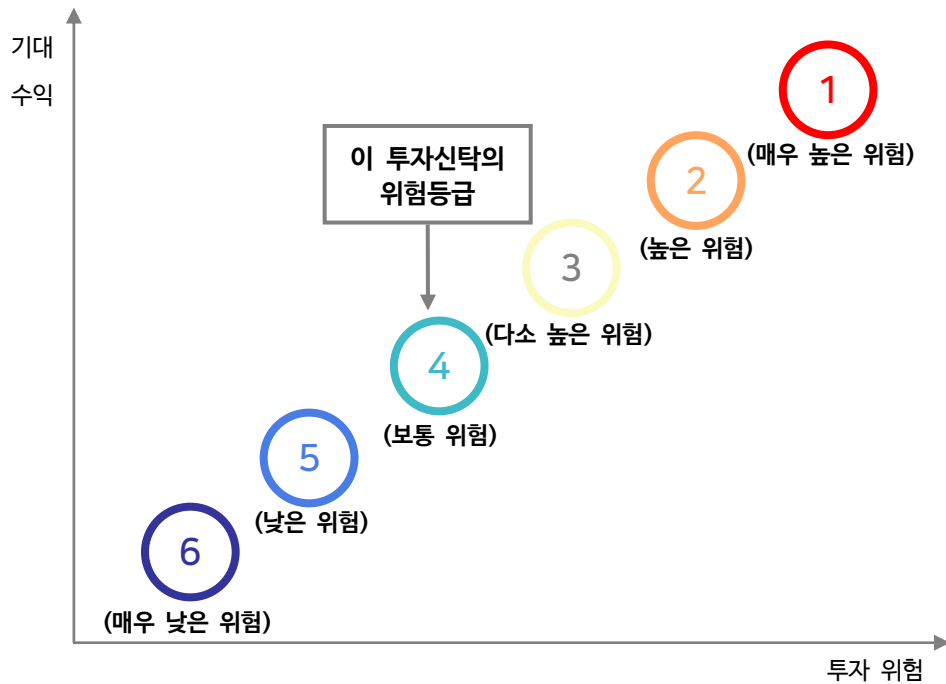 기대
수익
1
(매우 높은 위험)
이 투자신탁의
위험등급
2
(높은 위험)
3
(다소 높은 위험)
4
(보통 위험)
5
(낮은 위험)
6
(매우 낮은 위험)
투자 위험